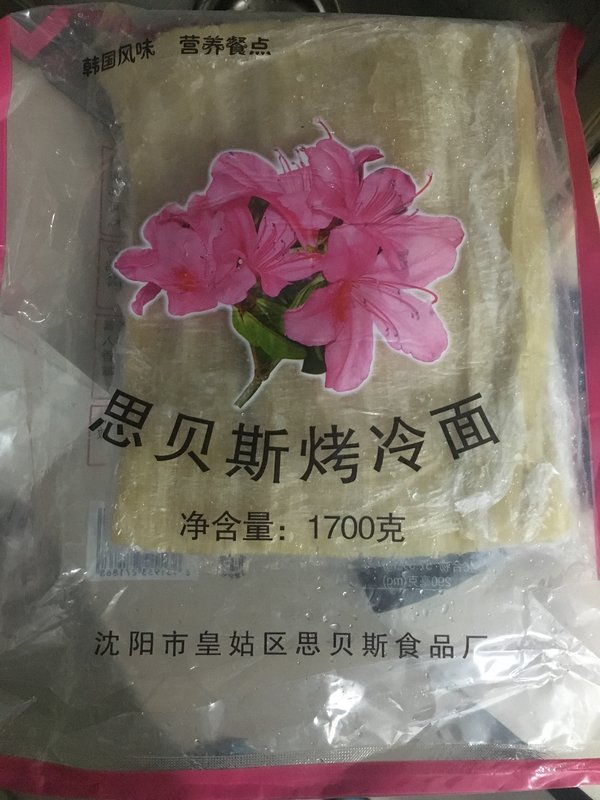 韩国风味 营养餐点
思贝斯烤冷面
净含量：1700克
沈阳市皇姑区思贝斯食品厂